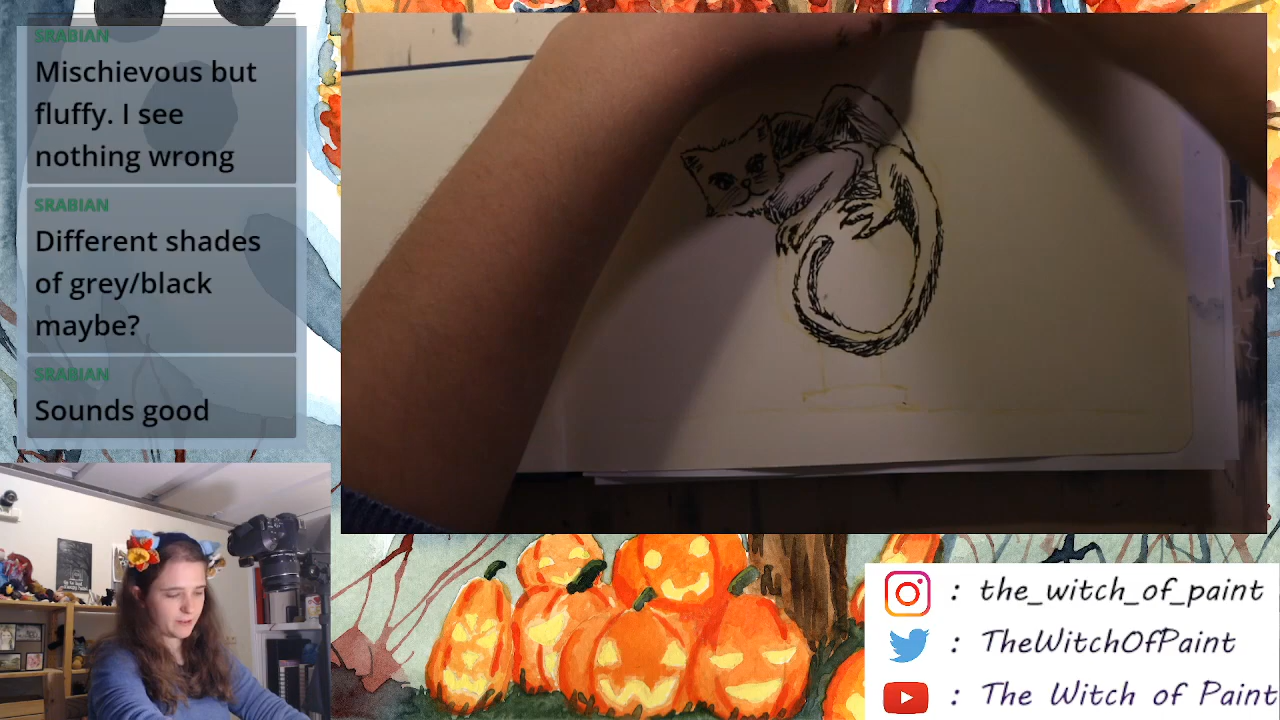 SRABIAN
Mischievous but
fluffy. I see
nothing wrong
SRABIAN
Different shades
of grey/black
maybe?
SRABIAN
Sounds good
: the_witch_of_paint
: TheWitchOfPaint
: The Witch of Paint